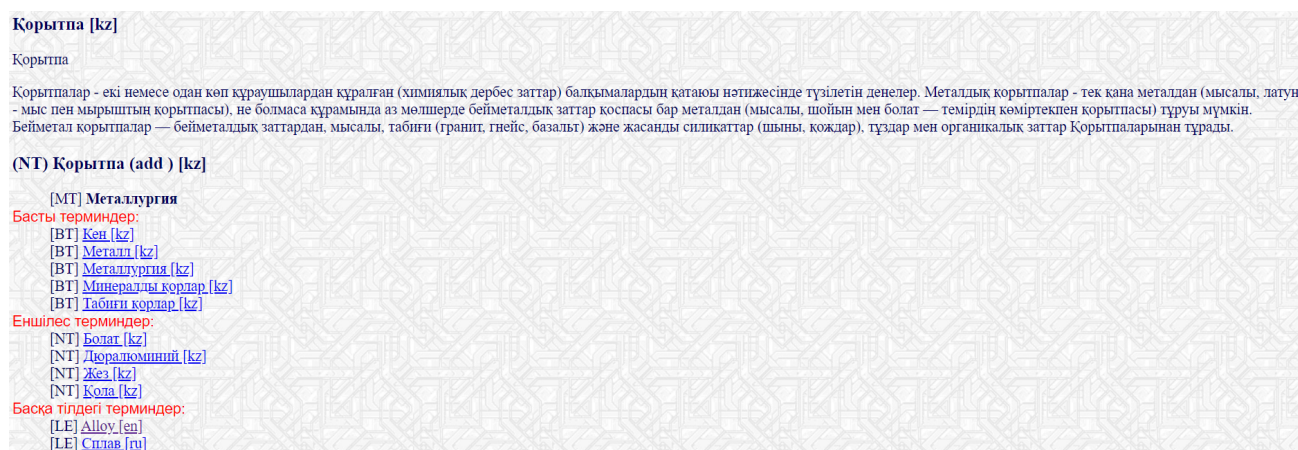 Қорытпа [kz]
Қорытпа
Қорытпалар - екі немесе одан көп құраушылардан құралған (химиялық дербес заттар) балқымалардың қатаюы нәтижесінде түзілетін денелер. Металдық қорытпалар - тек қана металдан (мысалы, латун
- мыс пен мырыштың қорытпасы), не болмаса құрамында аз мөлшерде бейметалдық заттар қоспасы бар металдан (мысалы, шойын мен болат — темірдің көміртекпен қорытпасы) тұруы мүмкін.
Бейметал қорытпалар — бейметалдық заттардан, мысалы, табиғи (гранит, гнейс, базальт) және жасанды силикаттар (шыны, қождар), тұздар мен органикалық заттар Қорытпаларынан тұрады.
(NT) Қорытпа (add ) [kz]
[MT] Металлургия
Басты терминдер:
[BT] Кен [kz]
[BT] Металл [kz]
[BT] Металлургия [kz]
[BT] Минералды қорлар [kz]
[BT] Табиғи қорлар [kz]
Еншілес терминдер:
[NT] Болат [kz]
[NT] Дюралюминий [kz]
[NT] Жез [kz]
[NT] Қола [kz]
Басқа тілдегі терминдер:
[LE] Alloy [en]
[LE] Сплав [ru]